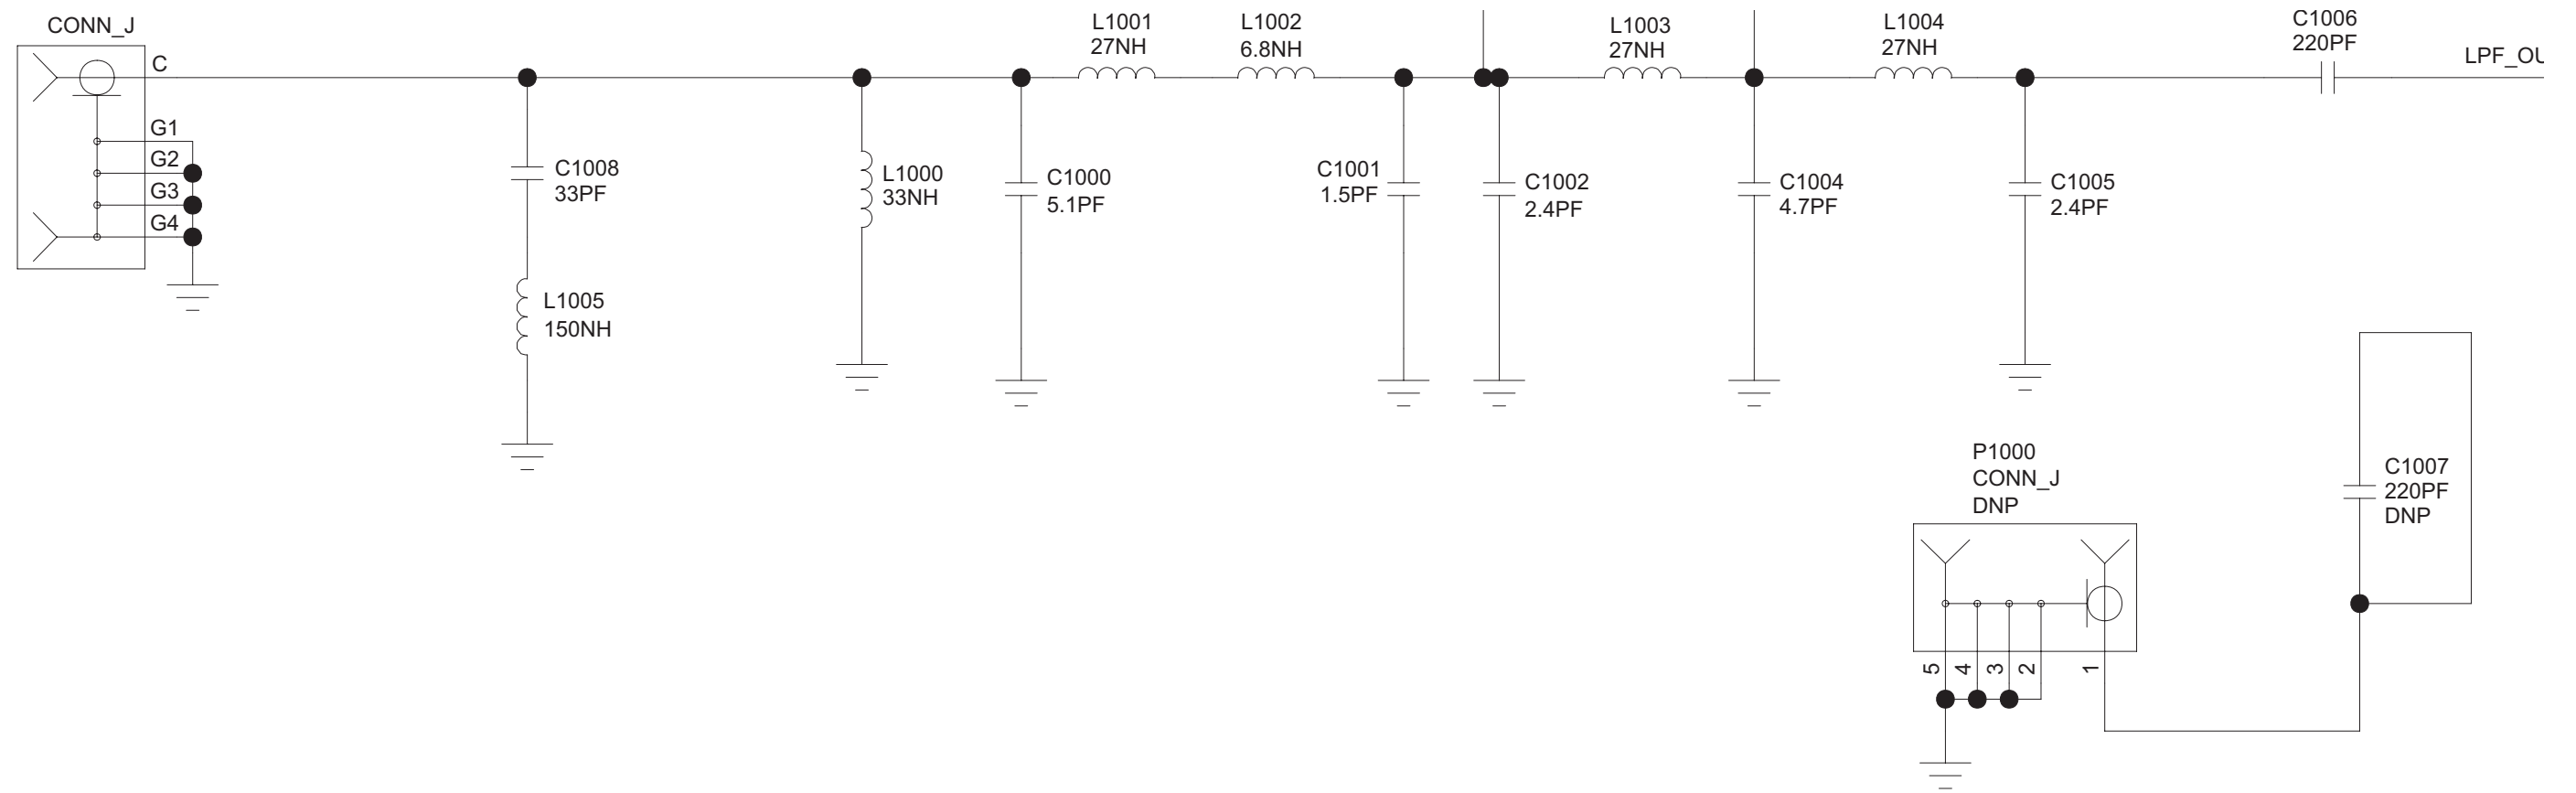 CONN_J
C
G1
G2
G3
G4
C1008
33PF
L1005
150NH
L1000
33NH
C1000
5.1PF
L1001
27NH
L1002
6.8NH
C1001
1.5PF
C1002
2.4PF
L1003
27NH
C1004
4.7PF
L1004
27NH
C1005
2.4PF
C1006
220PF
P1000
CONN_J
DNP
5
4
3
2
1
C1007
220PF
DNP